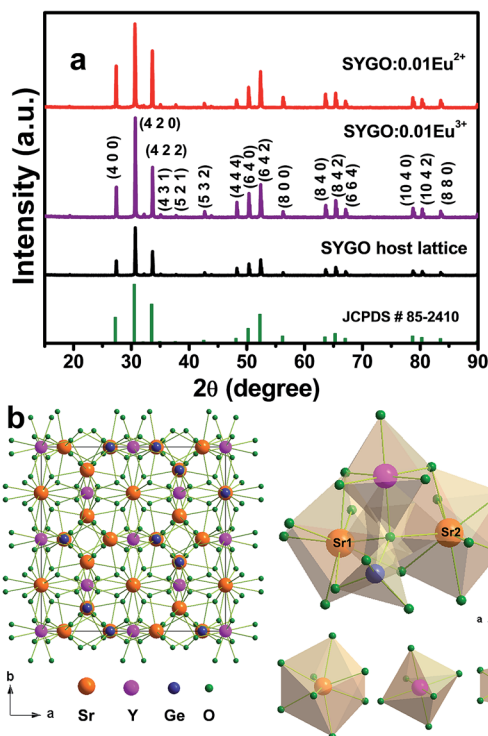 a
SYGO:0.01Eu²⁺
SYGO:0.01Eu³⁺
(4 0 0)
(4 2 0)
(4 2 2)
(4 3 1)
(5 2 1)
(5 3 2)
(4 4 4)
(6 4 0)
(6 4 2)
(8 0 0)
(8 4 0)
(8 4 2)
(6 6 4)
(10 4 0)
(10 4 2)
(8 8 0)
SYGO host lattice
JCPDS # 85-2410
Intensity (a.u.)
20 30 40 50 60 70 80 90
2θ (degree)
b
Sr1
Sr2
a
b
a
Sr Y Ge O